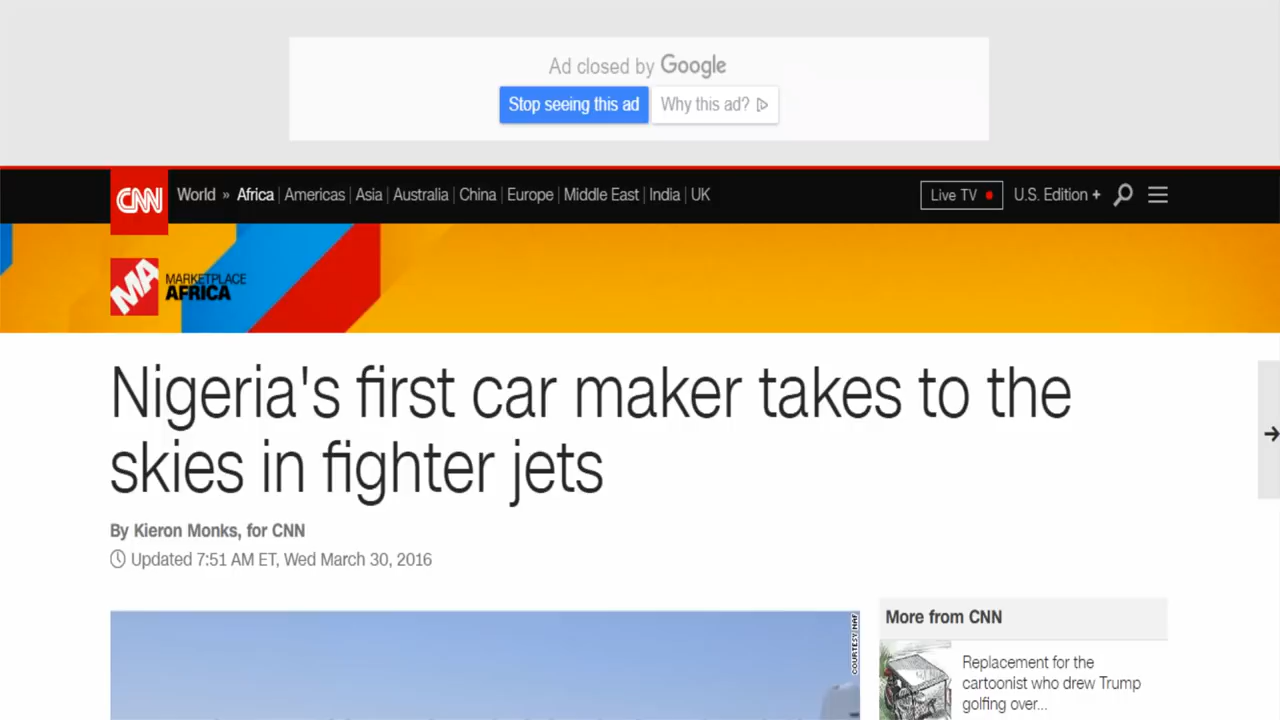 Ad closed by Google
Stop seeing this ad
Why this ad?
CNN
World » Africa | Americas | Asia | Australia | China | Europe | Middle East | India | UK
Live TV
U.S. Edition +
MA
MARKETPLACE
AFRICA
Nigeria's first car maker takes to the
skies in fighter jets
By Kieron Monks, for CNN
Updated 7:51 AM ET, Wed March 30, 2016
COURTESY NAF
More from CNN
Replacement for the
cartoonist who drew Trump
golfing over...